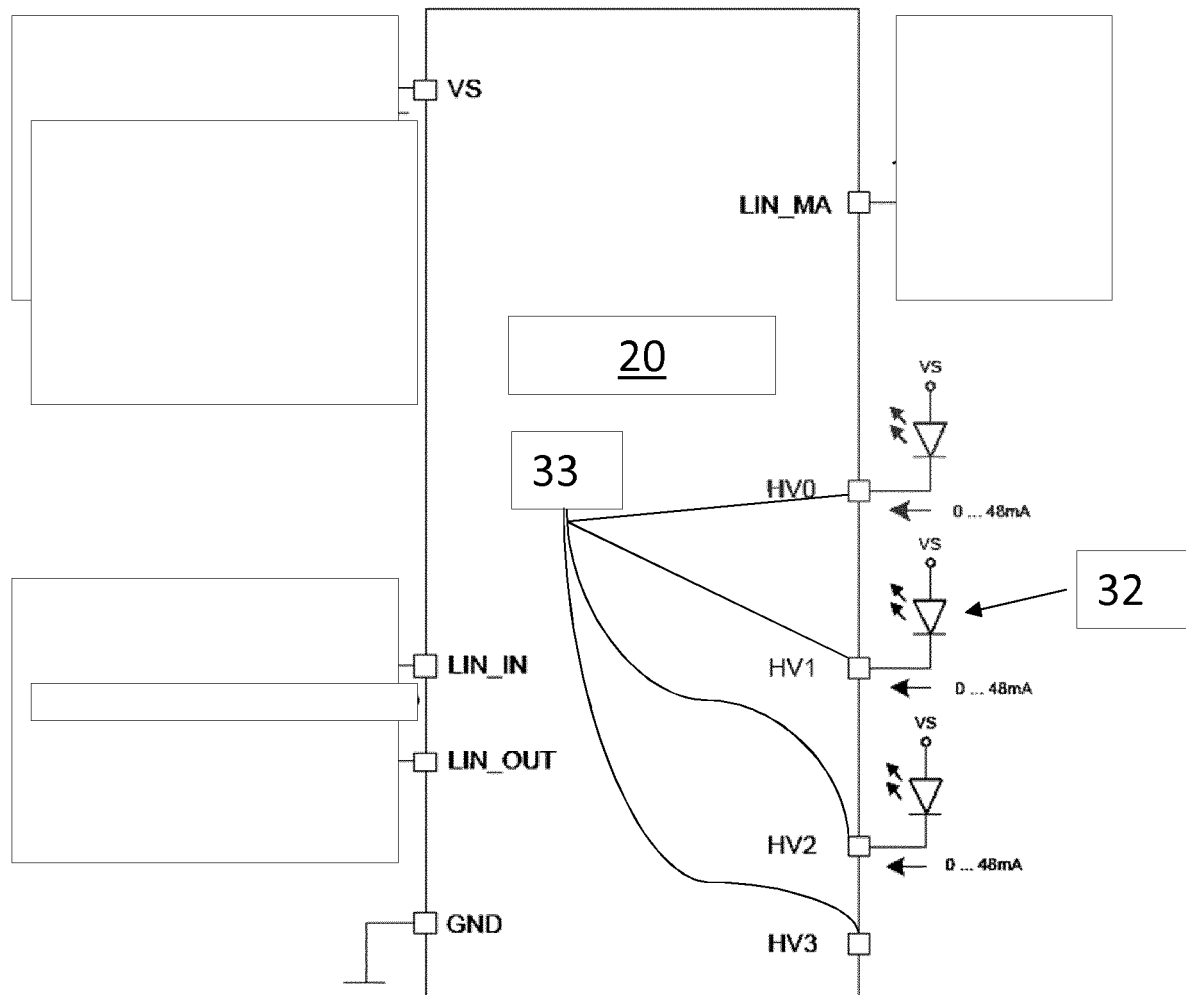 VS
LIN_MA
20
VS
33
HV0
0 ... 48mA
VS
32
LIN_IN
HV1
0 ... 48mA
VS
LIN_OUT
HV2
0 ... 48mA
GND
HV3